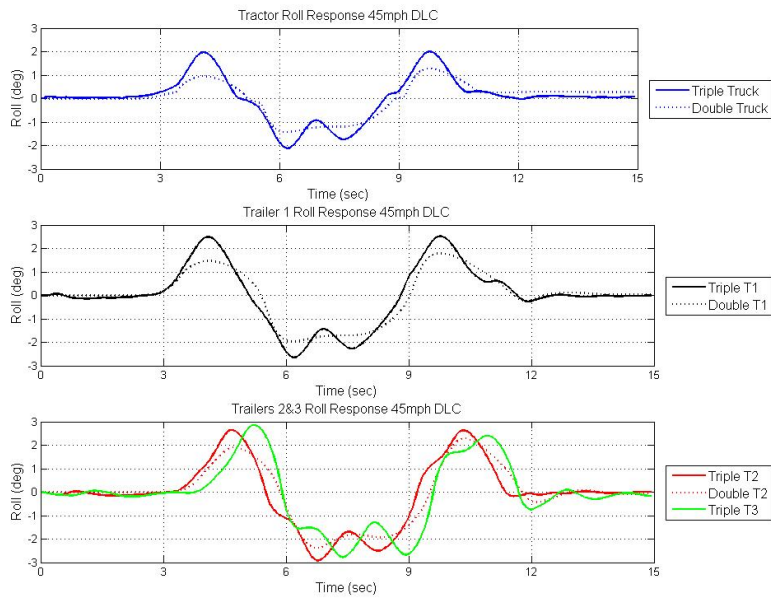 Tractor Roll Response 45mph DLC
3
2
1
0
-1
-2
-3
Roll (deg)
0
3
6
9
12
15
Time (sec)
Triple Truck
Double Truck
Trailer 1 Roll Response 45mph DLC
3
2
1
0
-1
-2
-3
Roll (deg)
0
3
6
9
12
15
Time (sec)
Triple T1
Double T1
Trailers 2&3 Roll Response 45mph DLC
3
2
1
0
-1
-2
-3
Roll (deg)
0
3
6
9
12
15
Time (sec)
Triple T2
Double T2
Triple T3